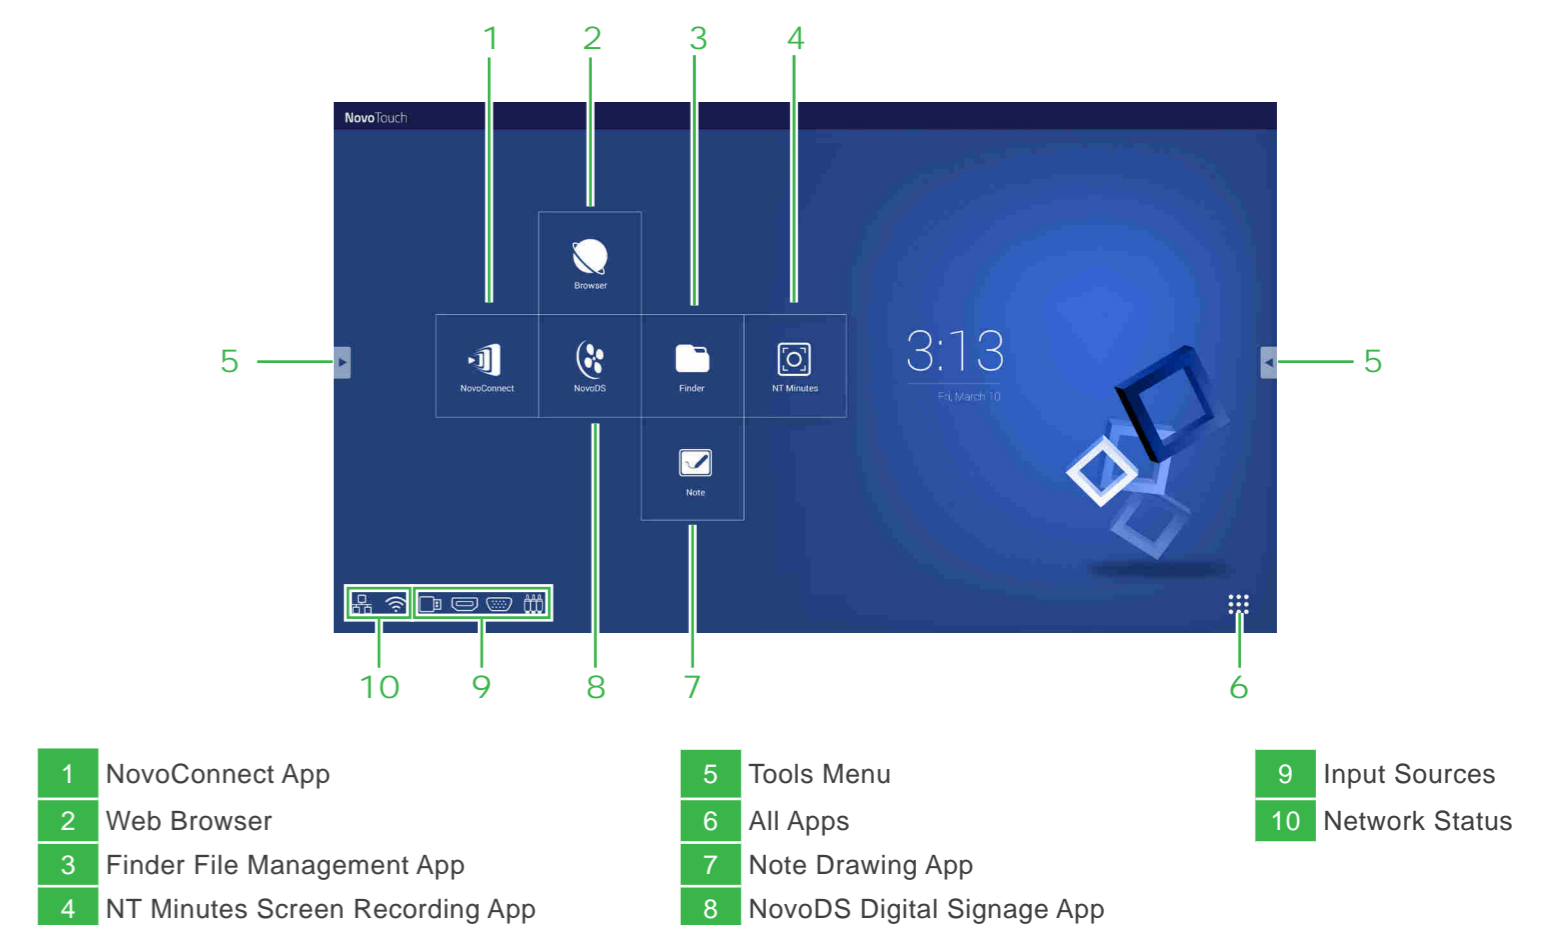 1 2 3 4
NovoTouch
Browser
5 NovoConnect NovoDS Finder NT Minutes 3:13 5
Fri, March 10
Note
10 9 8 7 6
1 NovoConnect App
2 Web Browser
3 Finder File Management App
4 NT Minutes Screen Recording App
5 Tools Menu
6 All Apps
7 Note Drawing App
8 NovoDS Digital Signage App
9 Input Sources
10 Network Status